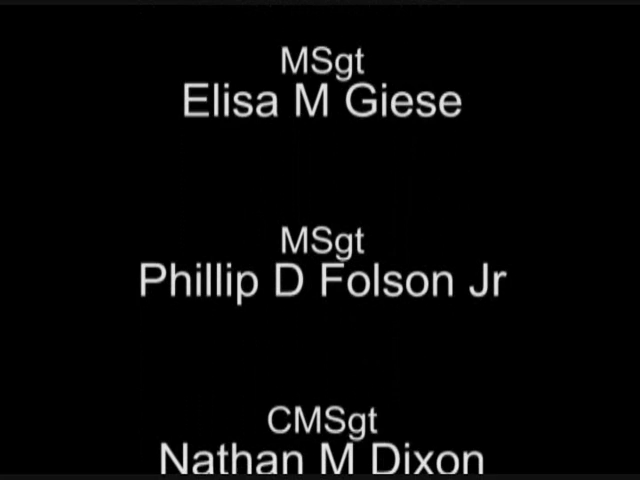 MSgt
Elisa M Giese
MSgt
Phillip D Folson Jr
CMSgt
Nathan M Dixon